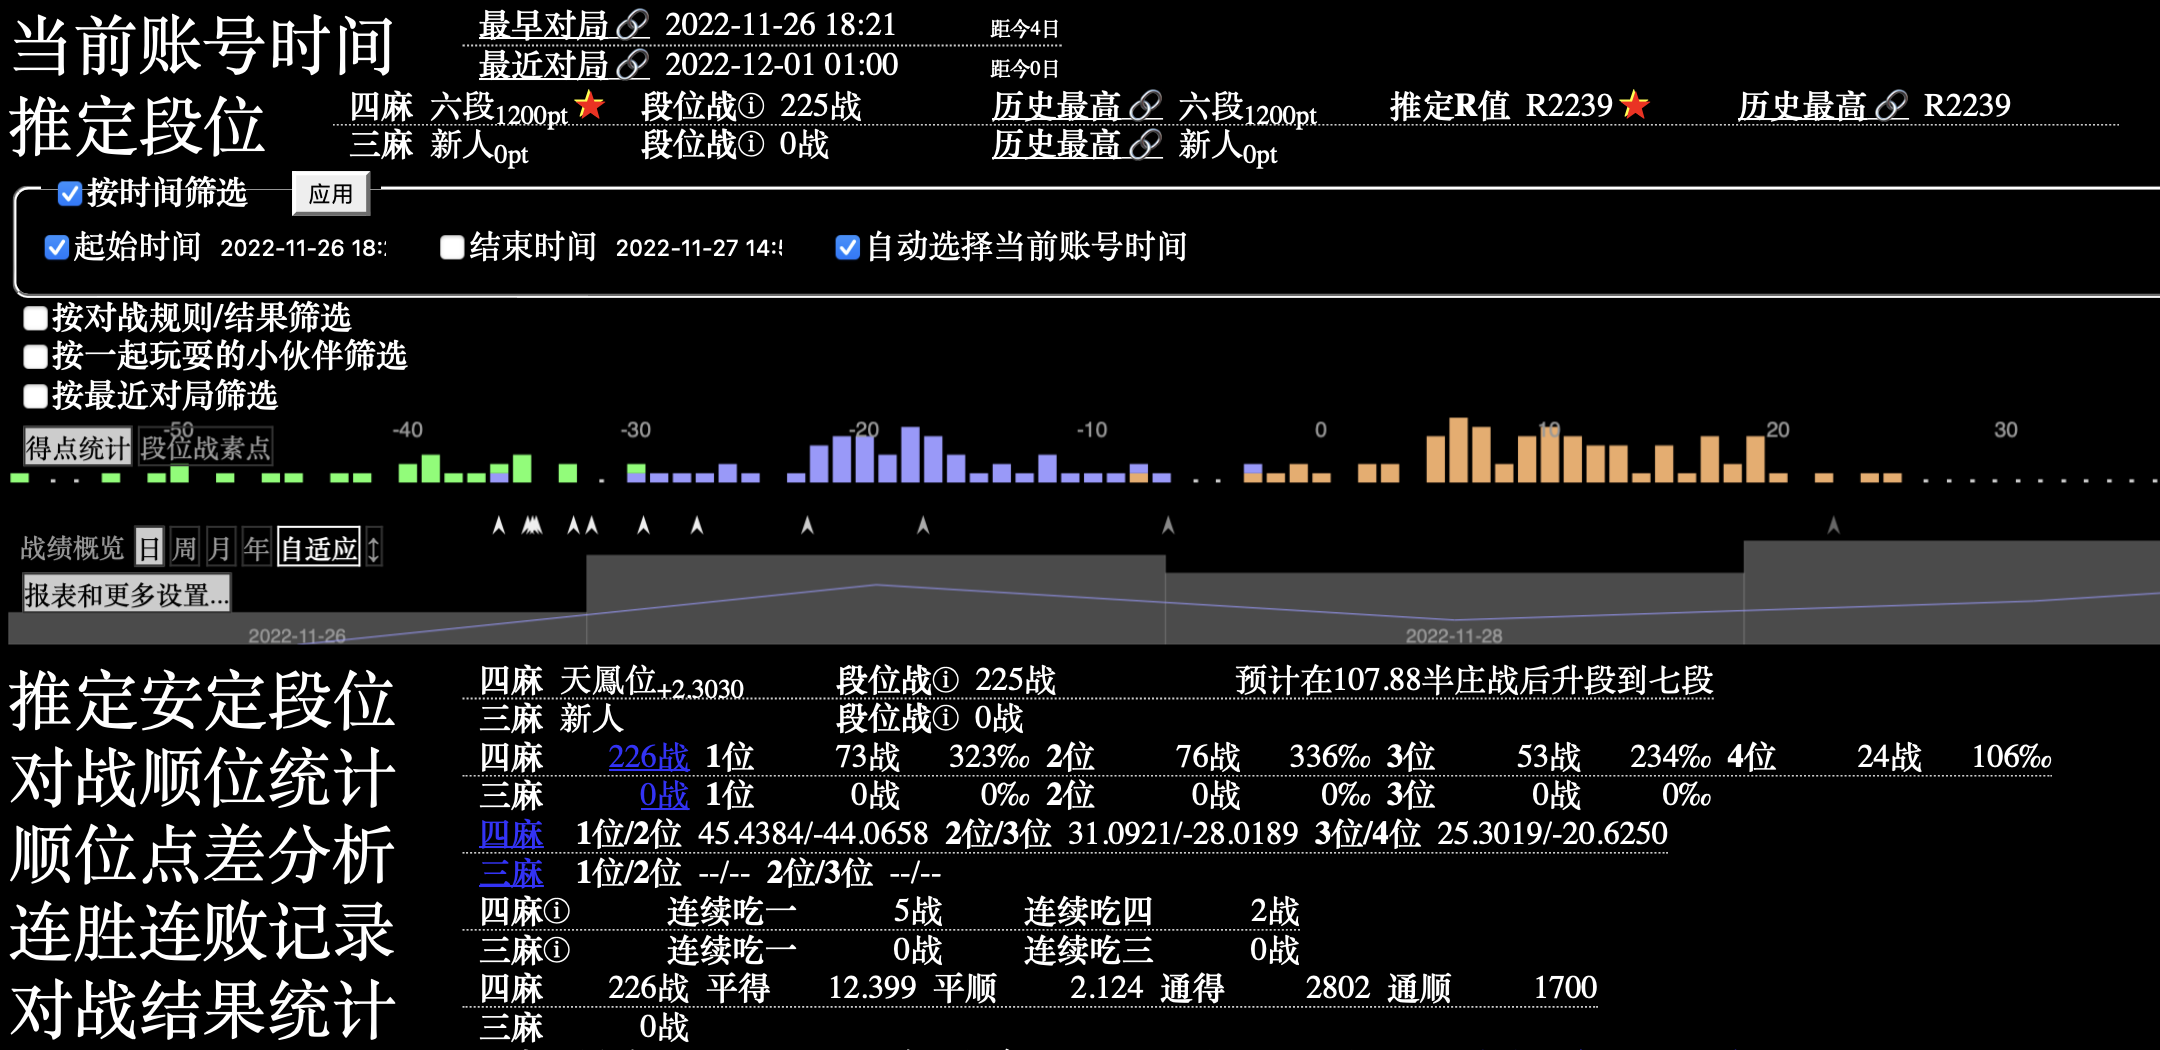 当前账号时间 最早对局🔗 2022-11-26 18:21 距今4日
最近对局🔗 2022-12-01 01:00 距今0日
推定段位 四麻 六段1200pt★ 段位战ⓘ 225战 历史最高🔗 六段1200pt 推定R值 R2239★ 历史最高🔗 R2239
三麻 新人0pt 段位战ⓘ 0战 历史最高🔗 新人0pt
按时间筛选 应用
起始时间 2022-11-26 18: 结束时间 2022-11-27 14: 自动选择当前账号时间
按对战规则/结果筛选
按一起玩耍的小伙伴筛选
按最近对局筛选
-50 -40 -30 -20 -10 0 10 20 30
得点统计 段位战素点
战绩概览 日 周 月 年 自适应 ↕
报表和更多设置...
2022-11-26 2022-11-28
推定安定段位 四麻 天鳳位+2.3030 段位战ⓘ 225战 预计在107.88半庄战后升段到七段
三麻 新人 段位战ⓘ 0战
对战顺位统计 四麻 226战 1位 73战 323‰ 2位 76战 336‰ 3位 53战 234‰ 4位 24战 106‰
三麻 0战 1位 0战 0‰ 2位 0战 0‰ 3位 0战 0‰
顺位点差分析 四麻 1位/2位 45.4384/-44.0658 2位/3位 31.0921/-28.0189 3位/4位 25.3019/-20.6250
三麻 1位/2位 --/-- 2位/3位 --/--
连胜连败记录 四麻ⓘ 连续吃一 5战 连续吃四 2战
三麻ⓘ 连续吃一 0战 连续吃三 0战
对战结果统计 四麻 226战 平得 12.399 平顺 2.124 通得 2802 通顺 1700
三麻 0战